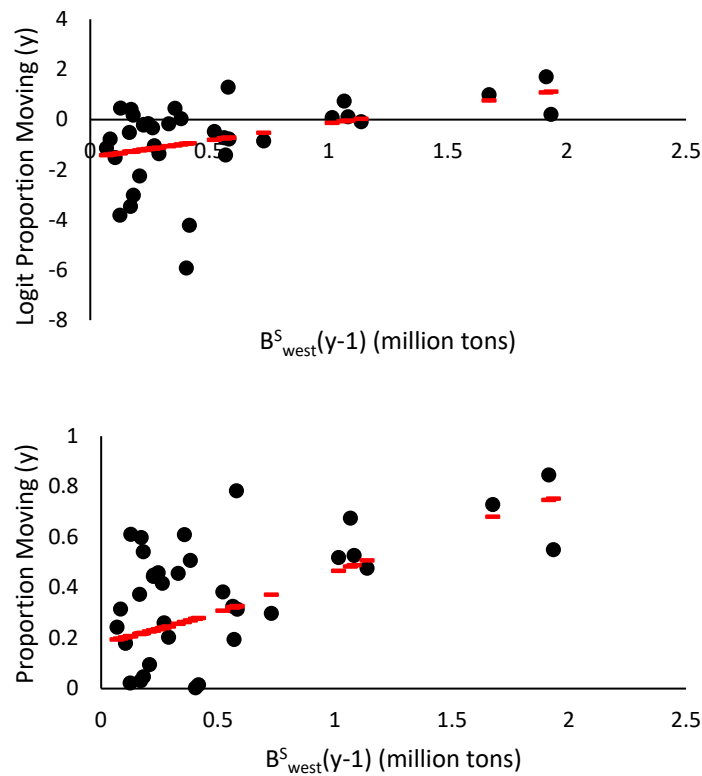 4
2
0
-2
-4
-6
-8
0 0.5 1 1.5 2 2.5
Logit Proportion Moving (y)
B^S_west(y-1) (million tons)
1
0.8
0.6
0.4
0.2
0
0 0.5 1 1.5 2 2.5
Proportion Moving (y)
B^S_west(y-1) (million tons)